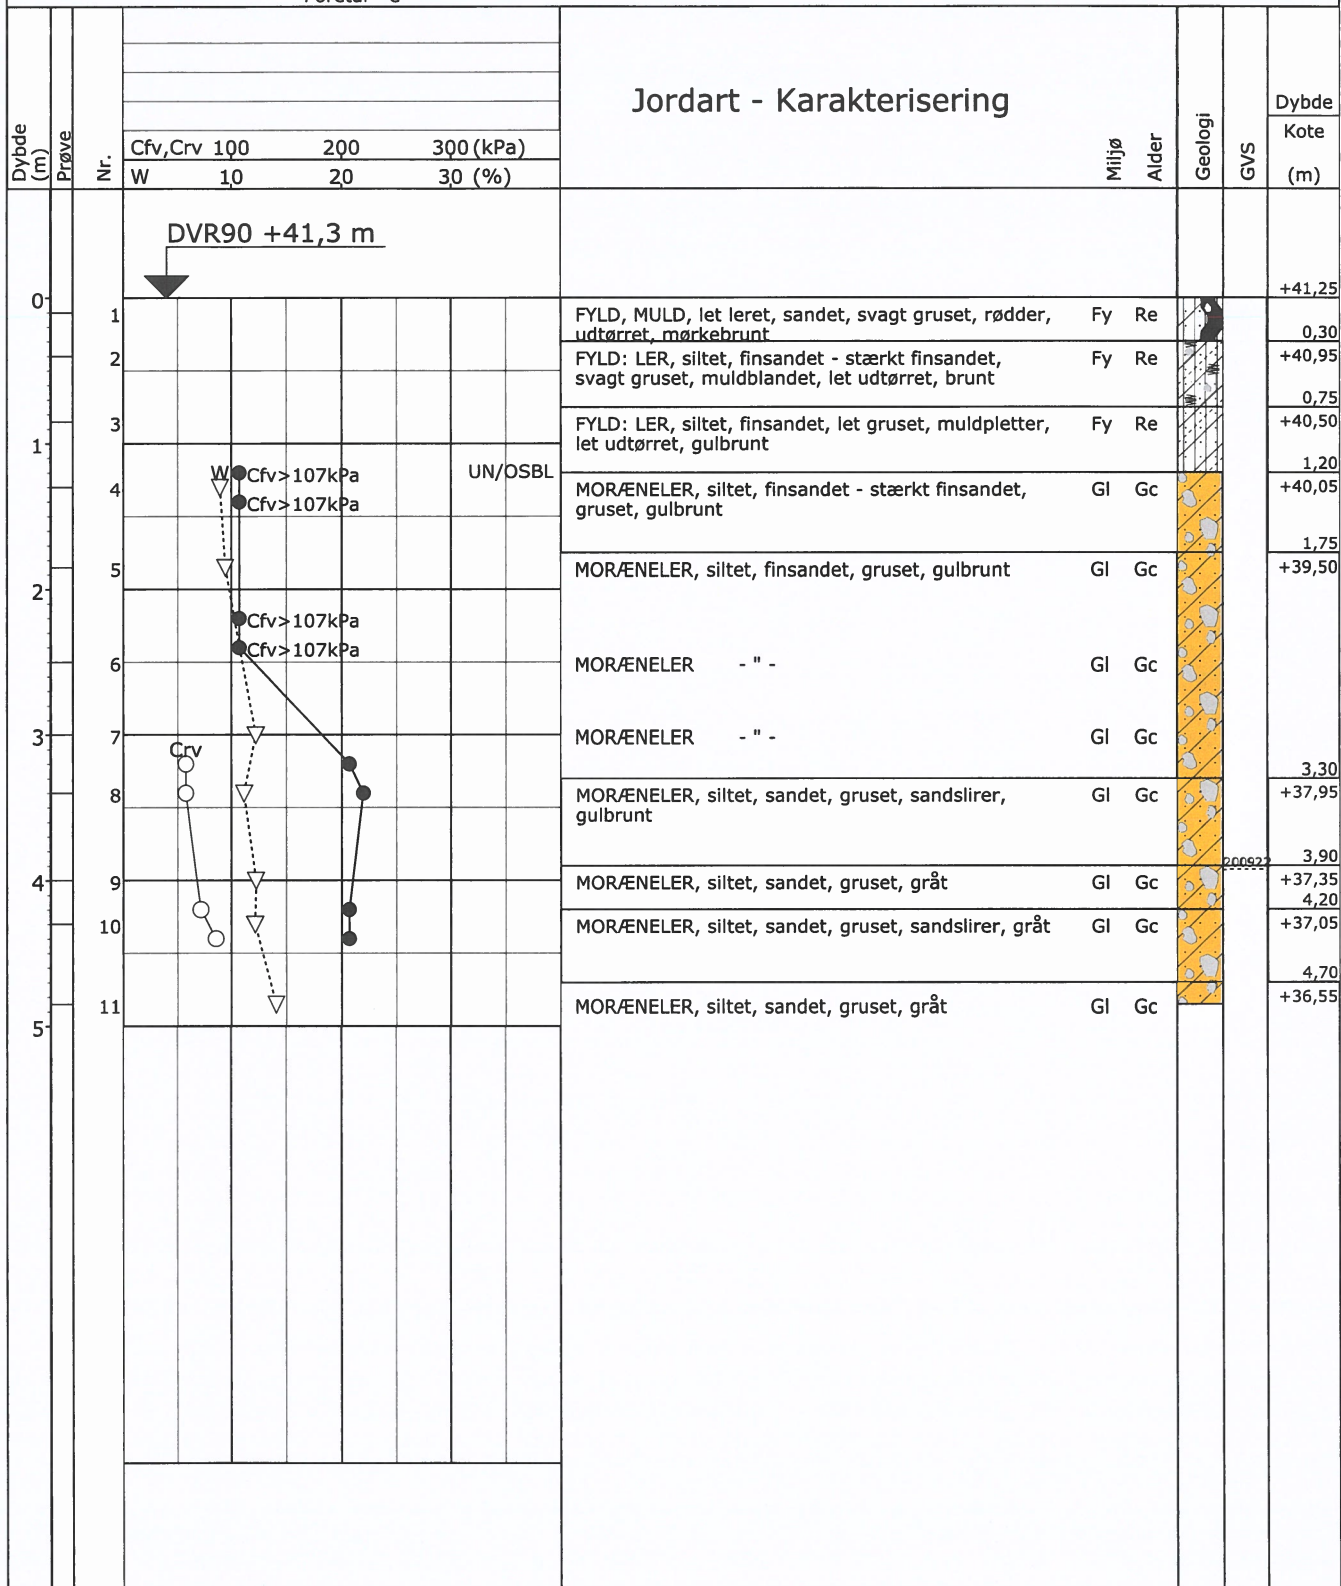 Jordart - Karakterisering
Dybde (m)
Prøve
Nr.
Cfv,Crv 100 200 300 (kPa)
W 10 20 30 (%)
Miljø
Alder
Geologi
GVS
Dybde
Kote
(m)
DVR90 +41,3 m
+41,25
0
1 FYLD, MULD, let leret, sandet, svagt gruset, rødder, Fy Re
udtørret, mørkebrunt 0,30
2 FYLD: LER, siltet, finsandet - stærkt finsandet, Fy Re +40,95
svagt gruset, muldblandet, let udtørret, brunt
0,75
3 FYLD: LER, siltet, finsandet, let gruset, muldpletter, Fy Re +40,50
let udtørret, gulbrunt
1
1,20
W Cfv>107kPa UN/OSBL
4 MORÆNELER, siltet, finsandet - stærkt finsandet, Gl Gc +40,05
Cfv>107kPa gruset, gulbrunt
1,75
5 MORÆNELER, siltet, finsandet, gruset, gulbrunt Gl Gc +39,50
2
Cfv>107kPa
Cfv>107kPa
6 MORÆNELER - " - Gl Gc
3 7 MORÆNELER - " - Gl Gc
Crv
3,30
8 MORÆNELER, siltet, sandet, gruset, sandslirer, Gl Gc +37,95
gulbrunt
200922 3,90
4 9 MORÆNELER, siltet, sandet, gruset, gråt Gl Gc +37,35
4,20
10 MORÆNELER, siltet, sandet, gruset, sandslirer, gråt Gl Gc +37,05
4,70
11 MORÆNELER, siltet, sandet, gruset, gråt Gl Gc +36,55
5